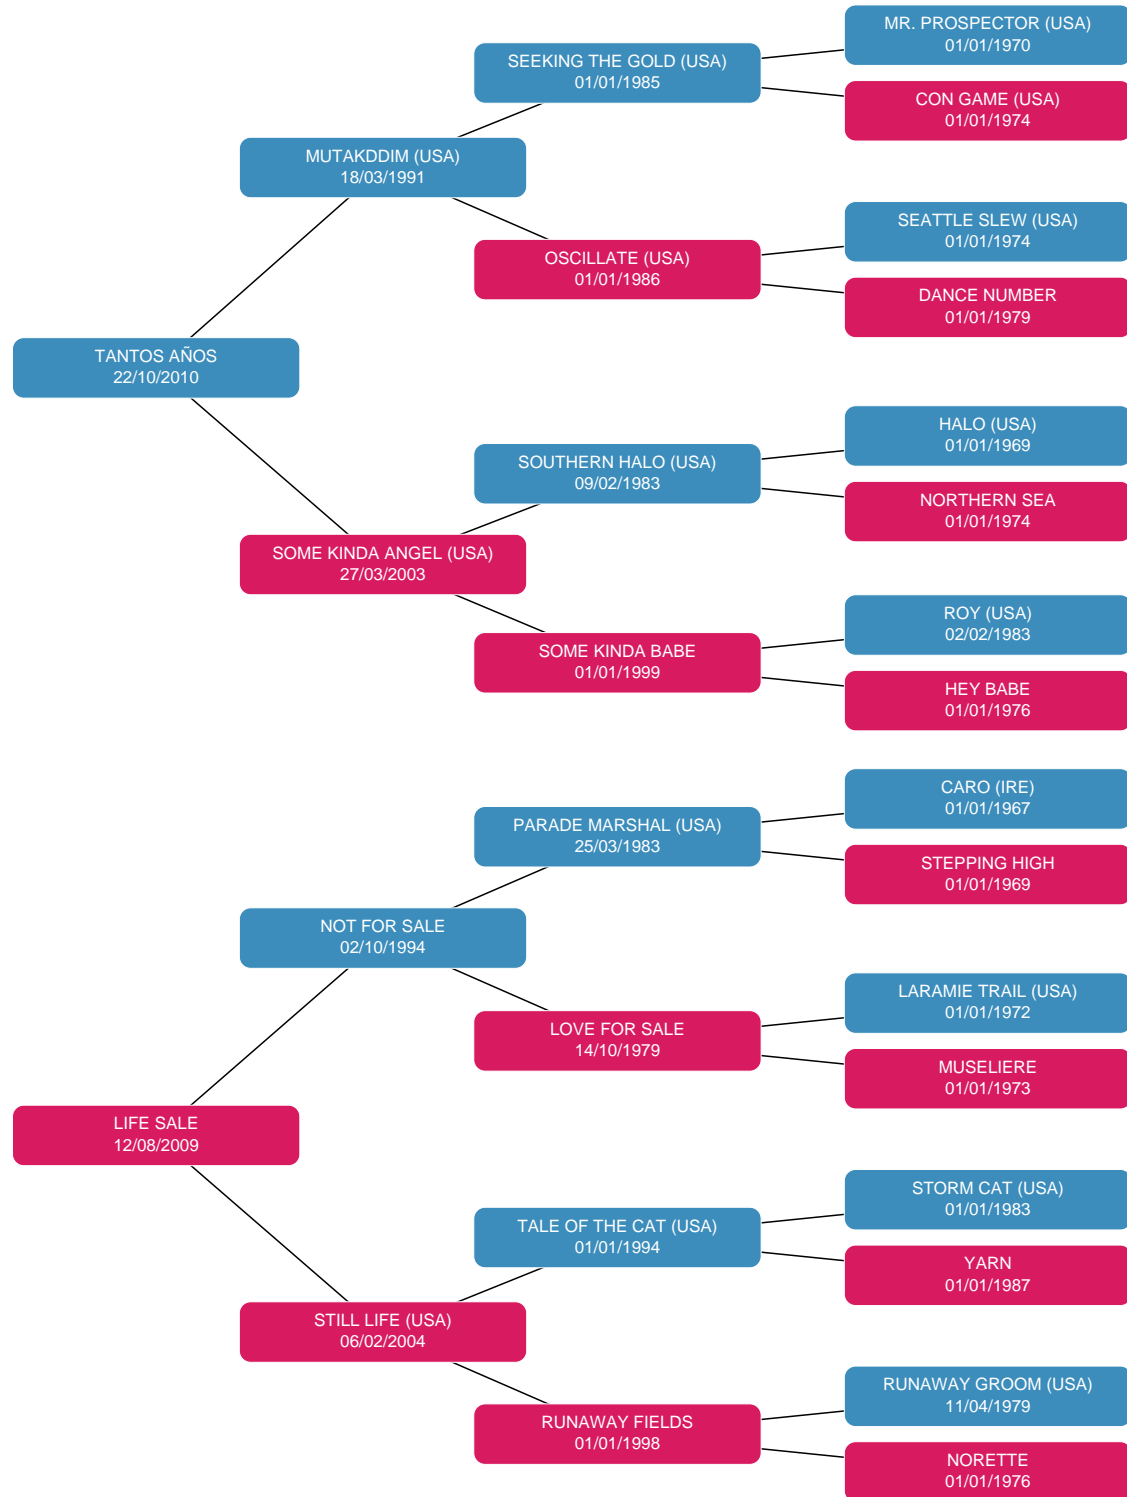 MR. PROSPECTOR (USA)
01/01/1970
SEEKING THE GOLD (USA)
01/01/1985
CON GAME (USA)
01/01/1974
MUTAKDDIM (USA)
18/03/1991
SEATTLE SLEW (USA)
01/01/1974
OSCILLATE (USA)
01/01/1986
DANCE NUMBER
01/01/1979
TANTOS AÑOS
22/10/2010
HALO (USA)
01/01/1969
SOUTHERN HALO (USA)
09/02/1983
NORTHERN SEA
01/01/1974
SOME KINDA ANGEL (USA)
27/03/2003
ROY (USA)
02/02/1983
SOME KINDA BABE
01/01/1999
HEY BABE
01/01/1976
CARO (IRE)
01/01/1967
PARADE MARSHAL (USA)
25/03/1983
STEPPING HIGH
01/01/1969
NOT FOR SALE
02/10/1994
LARAMIE TRAIL (USA)
01/01/1972
LOVE FOR SALE
14/10/1979
MUSELIERE
01/01/1973
LIFE SALE
12/08/2009
STORM CAT (USA)
01/01/1983
TALE OF THE CAT (USA)
01/01/1994
YARN
01/01/1987
STILL LIFE (USA)
06/02/2004
RUNAWAY GROOM (USA)
11/04/1979
RUNAWAY FIELDS
01/01/1998
NORETTE
01/01/1976